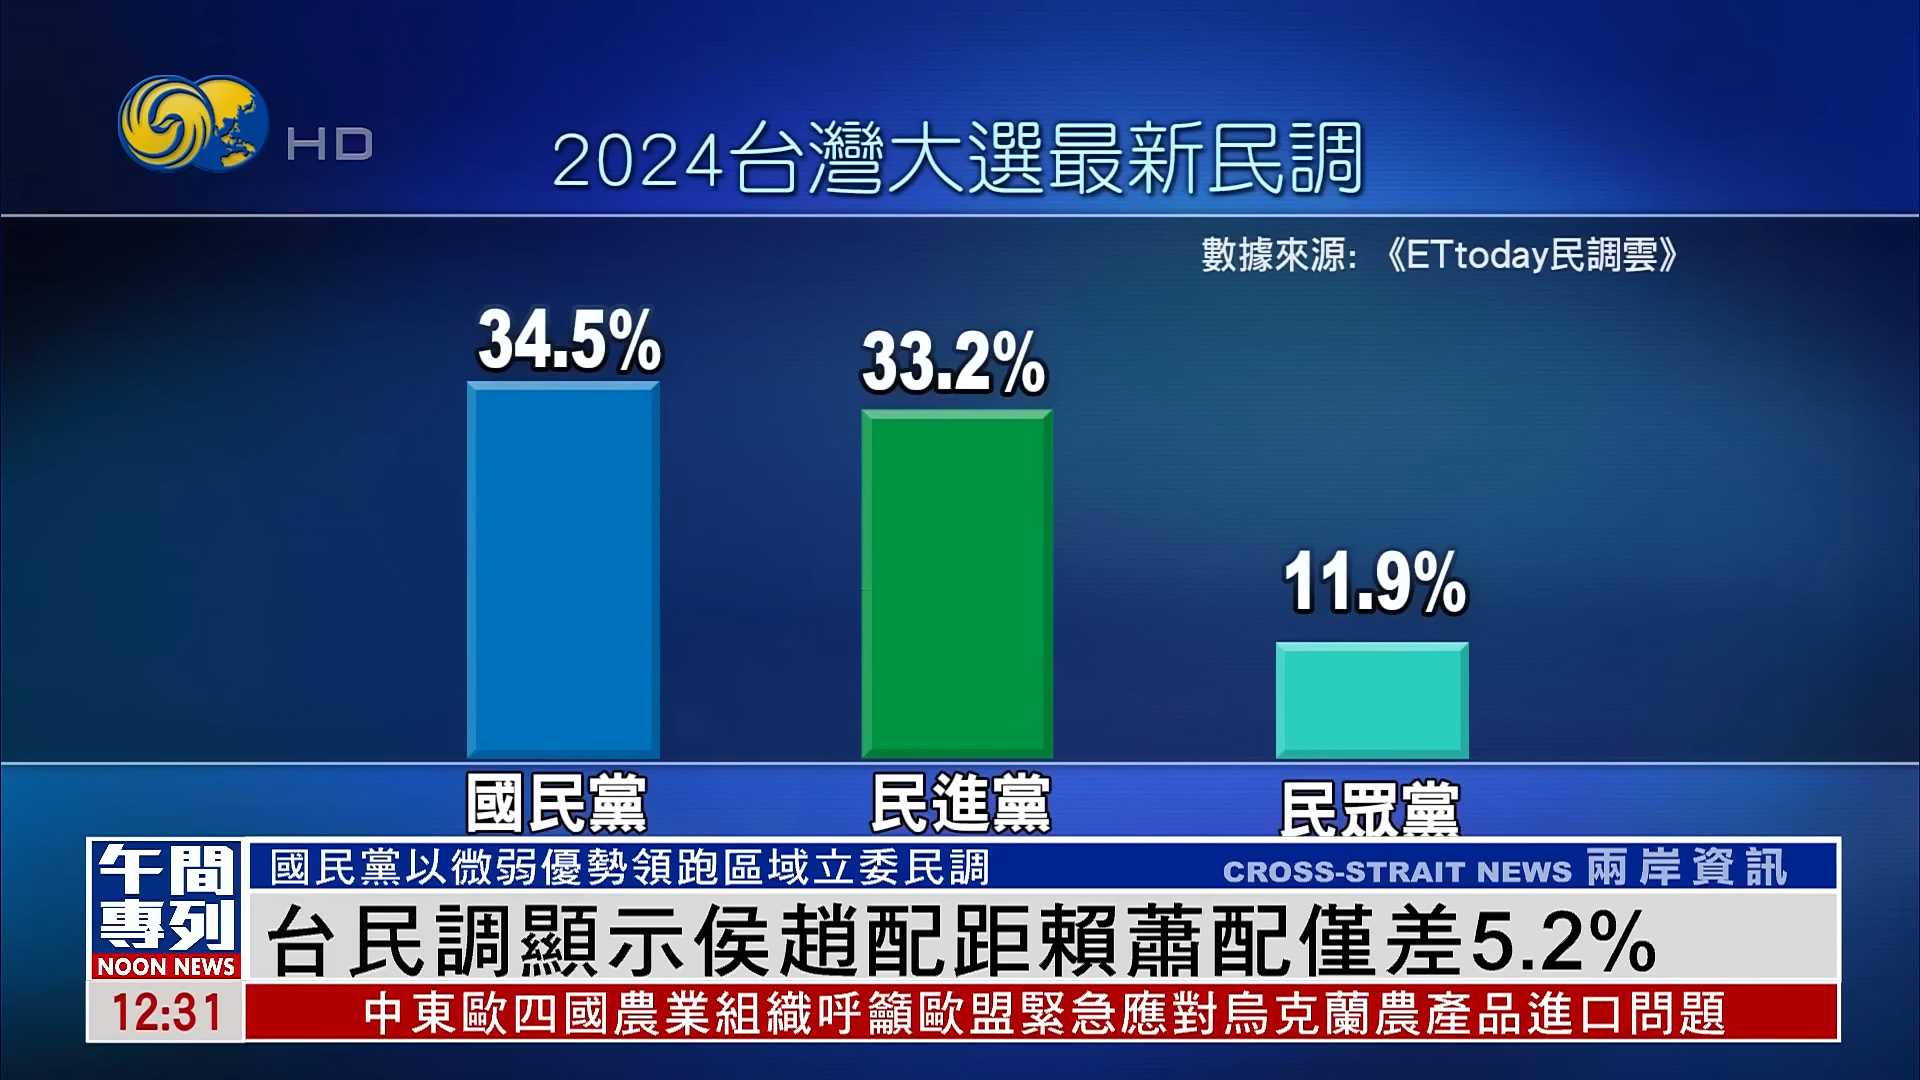 HD
2024台灣大選最新民調
數據來源:《ETtoday民調雲》
34.5%
33.2%
11.9%
國民黨
民進黨
民眾黨
午間專列
NOON NEWS
國民黨以微弱優勢領跑區域立委民調
CROSS-STRAIT NEWS 兩岸資訊
台民調顯示侯趙配距賴蕭配僅差5.2%
12:31
中東歐四國農業組織呼籲歐盟緊急應對烏克蘭農產品進口問題